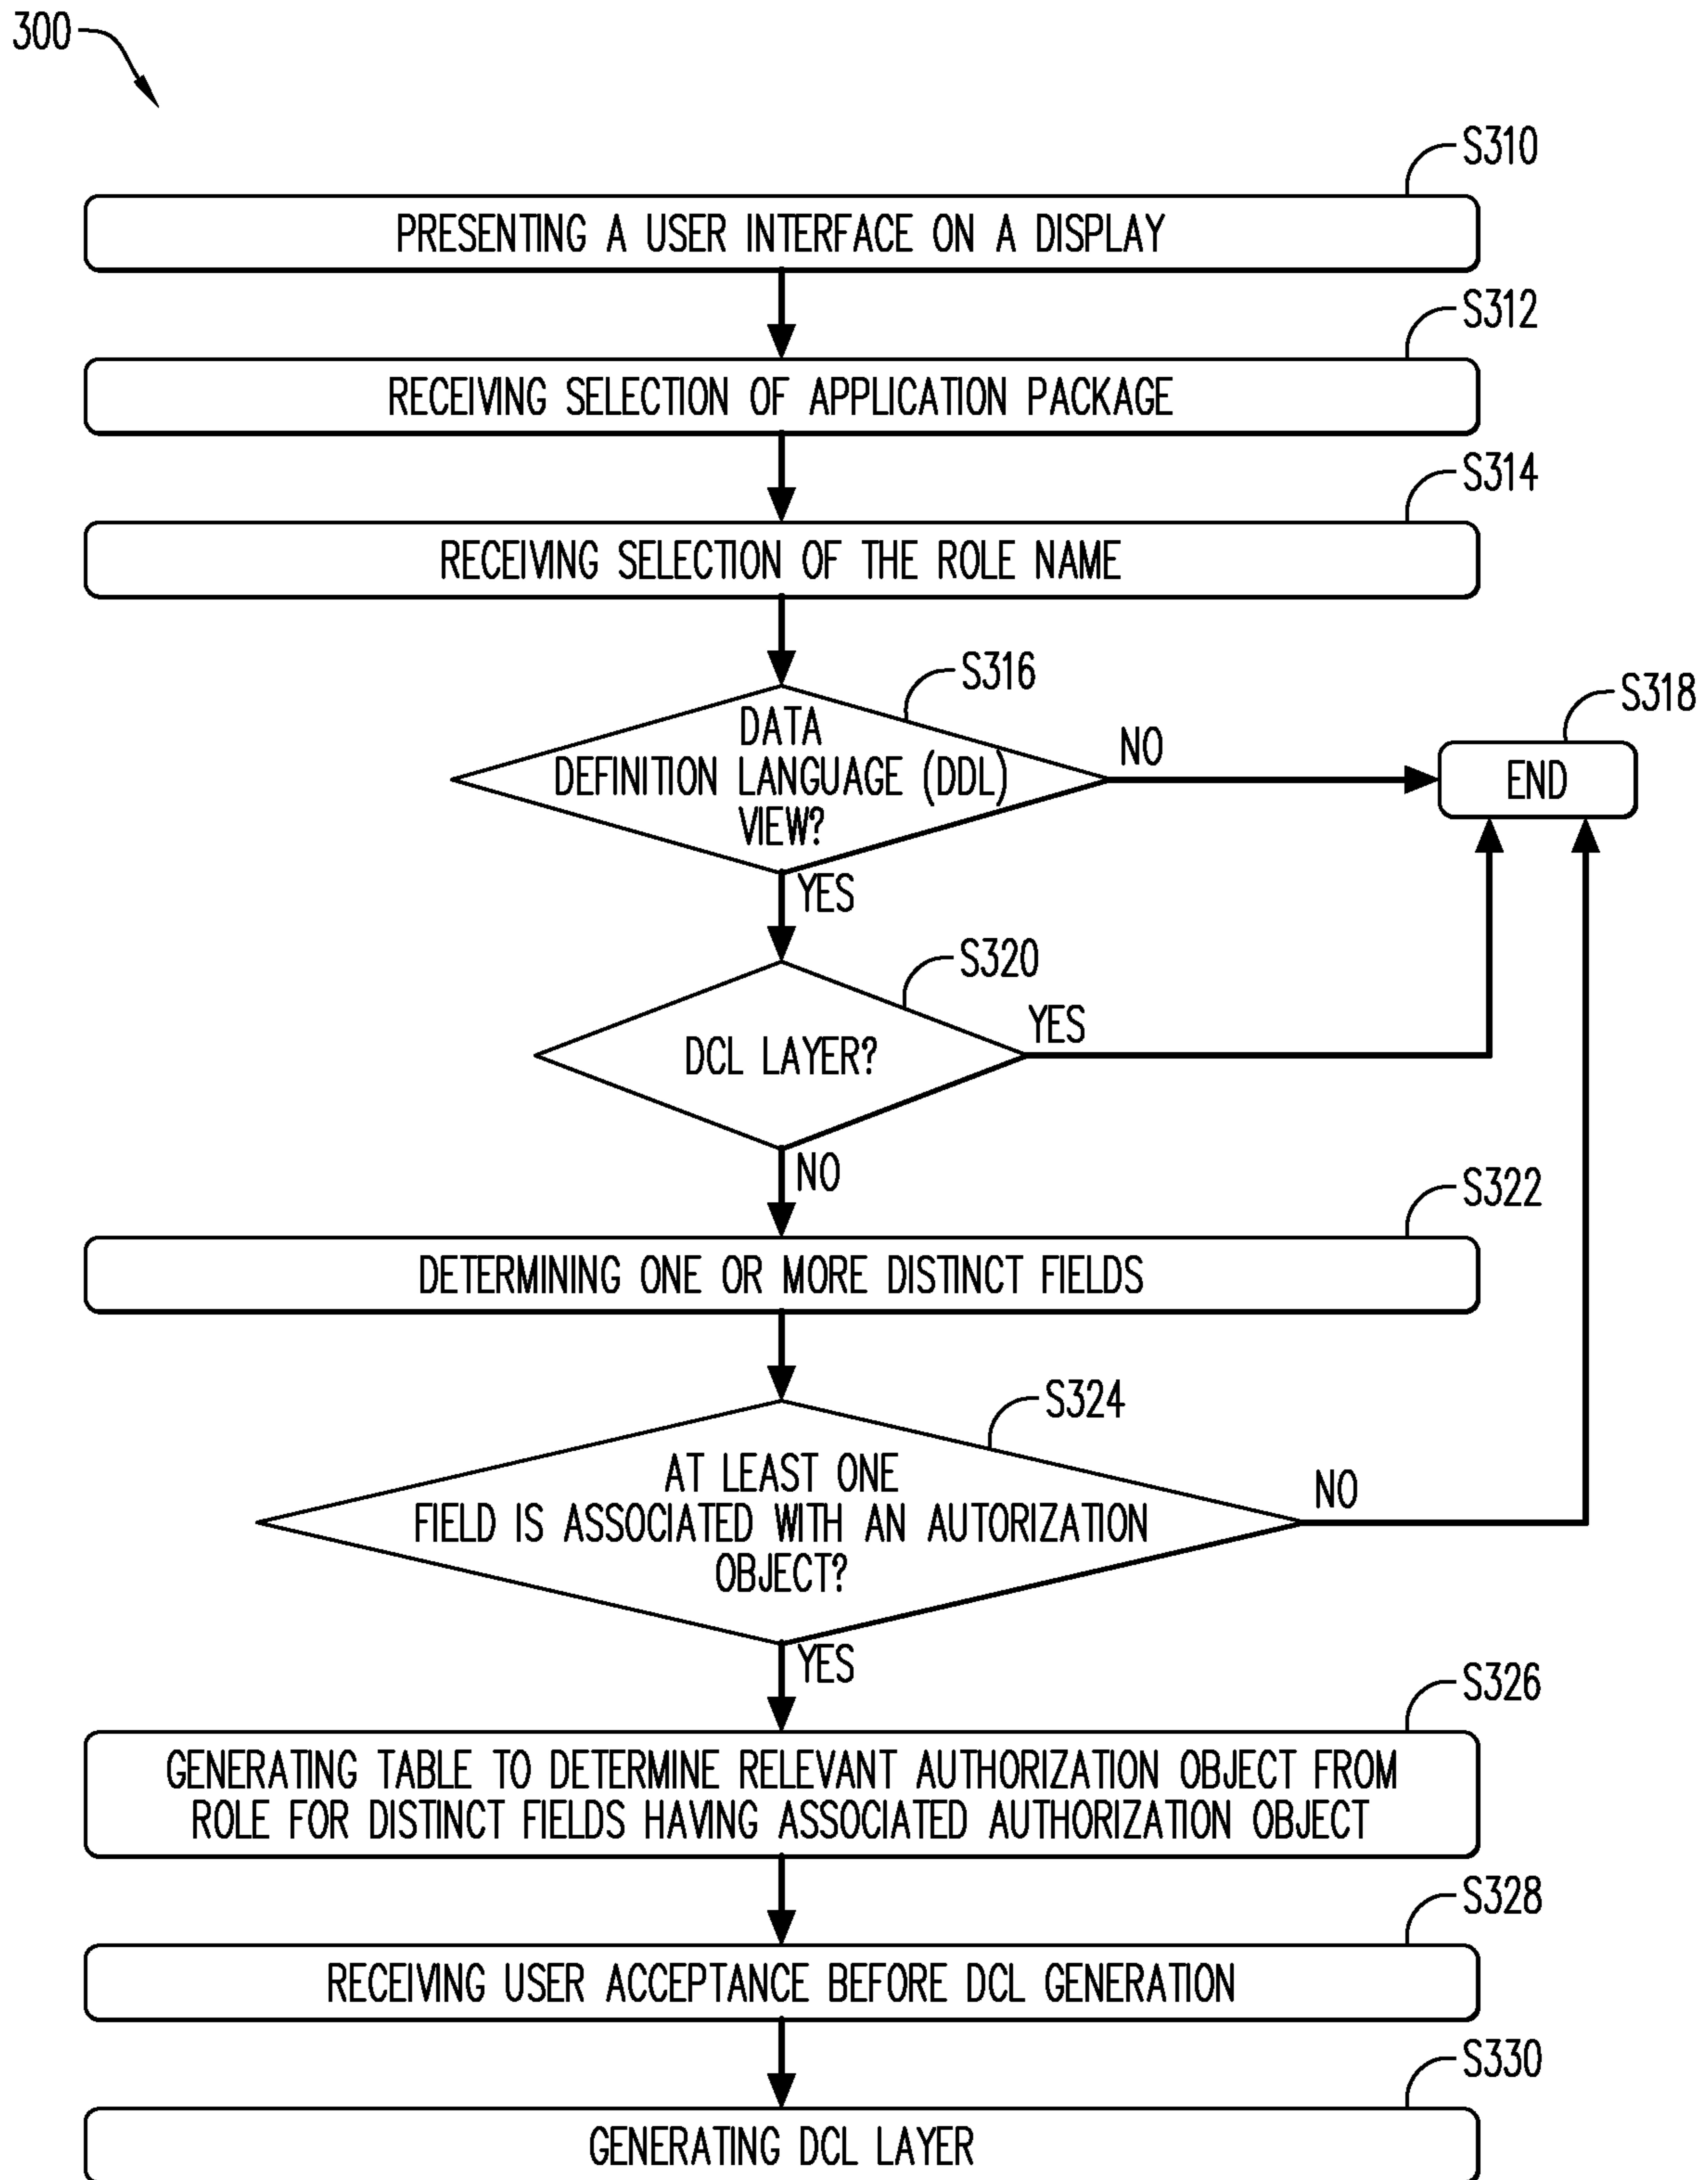 300
S310
PRESENTING A USER INTERFACE ON A DISPLAY
S312
RECEIVING SELECTION OF APPLICATION PACKAGE
S314
RECEIVING SELECTION OF THE ROLE NAME
S316
DATA
DEFINITION LANGUAGE (DDL)
VIEW?
NO
S318
END
YES
S320
DCL LAYER?
YES
NO
S322
DETERMINING ONE OR MORE DISTINCT FIELDS
S324
AT LEAST ONE
FIELD IS ASSOCIATED WITH AN AUTORIZATION
OBJECT?
NO
YES
S326
GENERATING TABLE TO DETERMINE RELEVANT AUTHORIZATION OBJECT FROM
ROLE FOR DISTINCT FIELDS HAVING ASSOCIATED AUTHORIZATION OBJECT
S328
RECEIVING USER ACCEPTANCE BEFORE DCL GENERATION
S330
GENERATING DCL LAYER